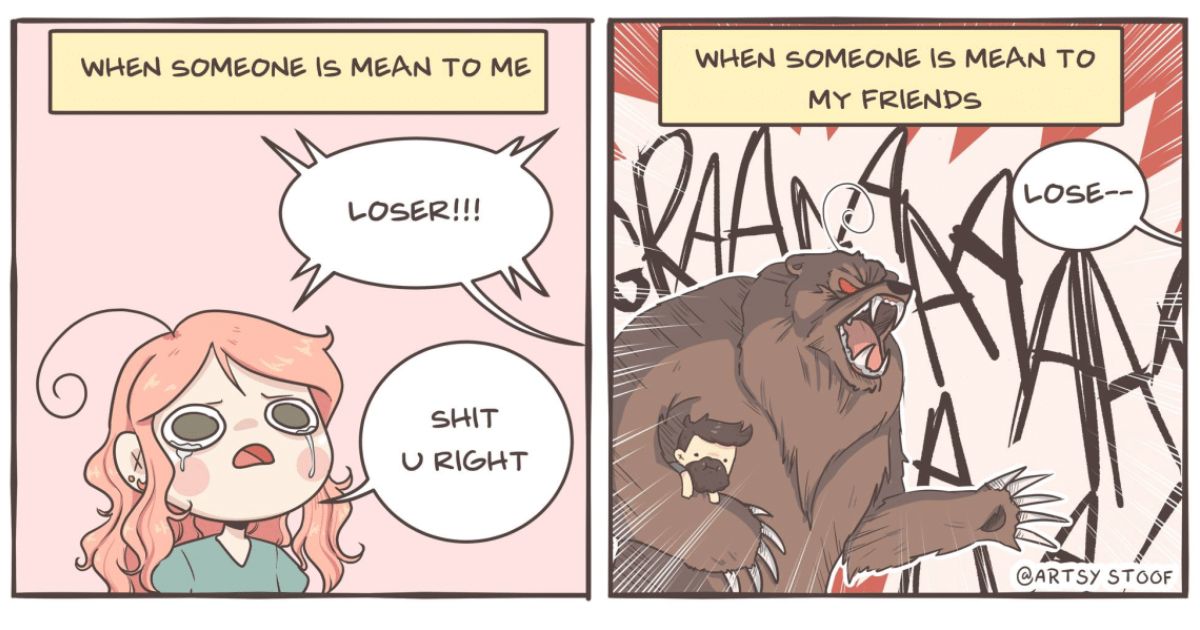 WHEN SOMEONE IS MEAN TO ME
LOSER!!!
SHIT
U RIGHT
WHEN SOMEONE IS MEAN TO
MY FRIENDS
LOSE--
@ARTSY STOOF